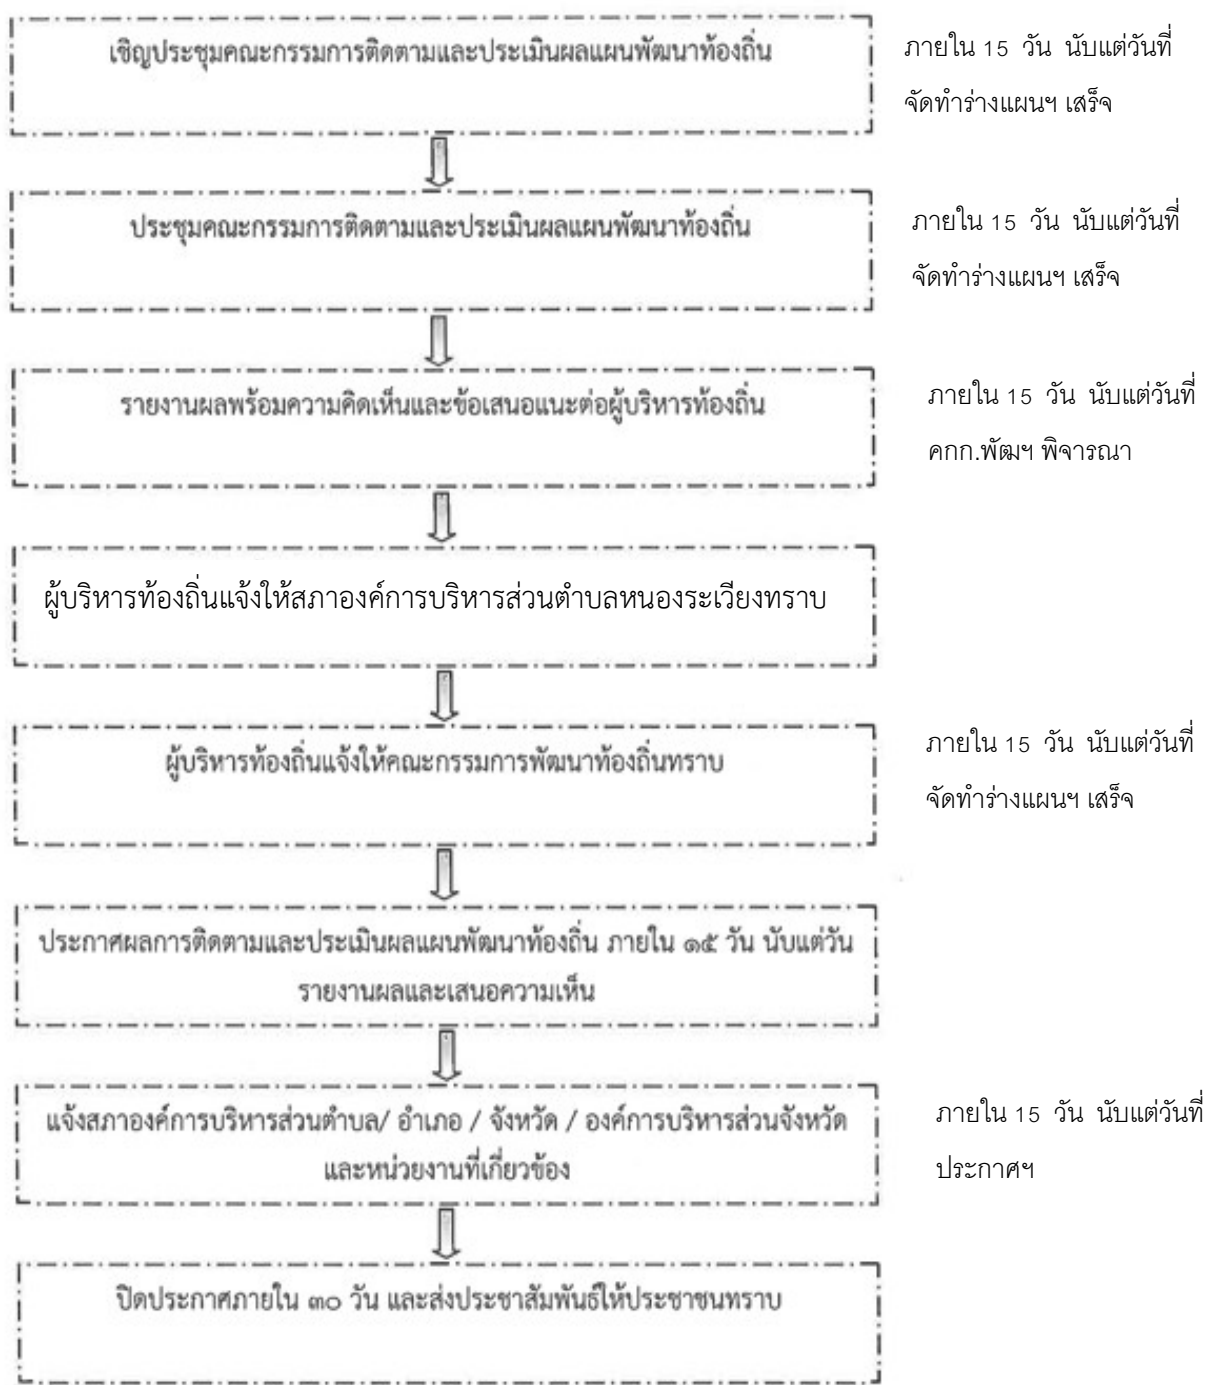 เชิญประชุมคณะกรรมการติดตามและประเมินผลแผนพัฒนาท้องถิ่น
ภายใน 15 วัน นับแต่วันที่
จัดทำร่างแผนฯ เสร็จ
ประชุมคณะกรรมการติดตามและประเมินผลแผนพัฒนาท้องถิ่น
ภายใน 15 วัน นับแต่วันที่
จัดทำร่างแผนฯ เสร็จ
รายงานผลพร้อมความคิดเห็นและข้อเสนอแนะต่อผู้บริหารท้องถิ่น
ภายใน 15 วัน นับแต่วันที่
คกก.พัฒฯ พิจารณา
ผู้บริหารท้องถิ่นแจ้งให้สภาองค์การบริหารส่วนตำบลหนองระเวียงทราบ
ผู้บริหารท้องถิ่นแจ้งให้คณะกรรมการพัฒนาท้องถิ่นทราบ
ภายใน 15 วัน นับแต่วันที่
จัดทำร่างแผนฯ เสร็จ
ประกาศผลการติดตามและประเมินผลแผนพัฒนาท้องถิ่น ภายใน ๑๕ วัน นับแต่วัน
รายงานผลและเสนอความเห็น
แจ้งสภาองค์การบริหารส่วนตำบล/ อำเภอ / จังหวัด / องค์การบริหารส่วนจังหวัด
และหน่วยงานที่เกี่ยวข้อง
ภายใน 15 วัน นับแต่วันที่
ประกาศฯ
ปิดประกาศภายใน ๓๐ วัน และส่งประชาสัมพันธ์ให้ประชาชนทราบ